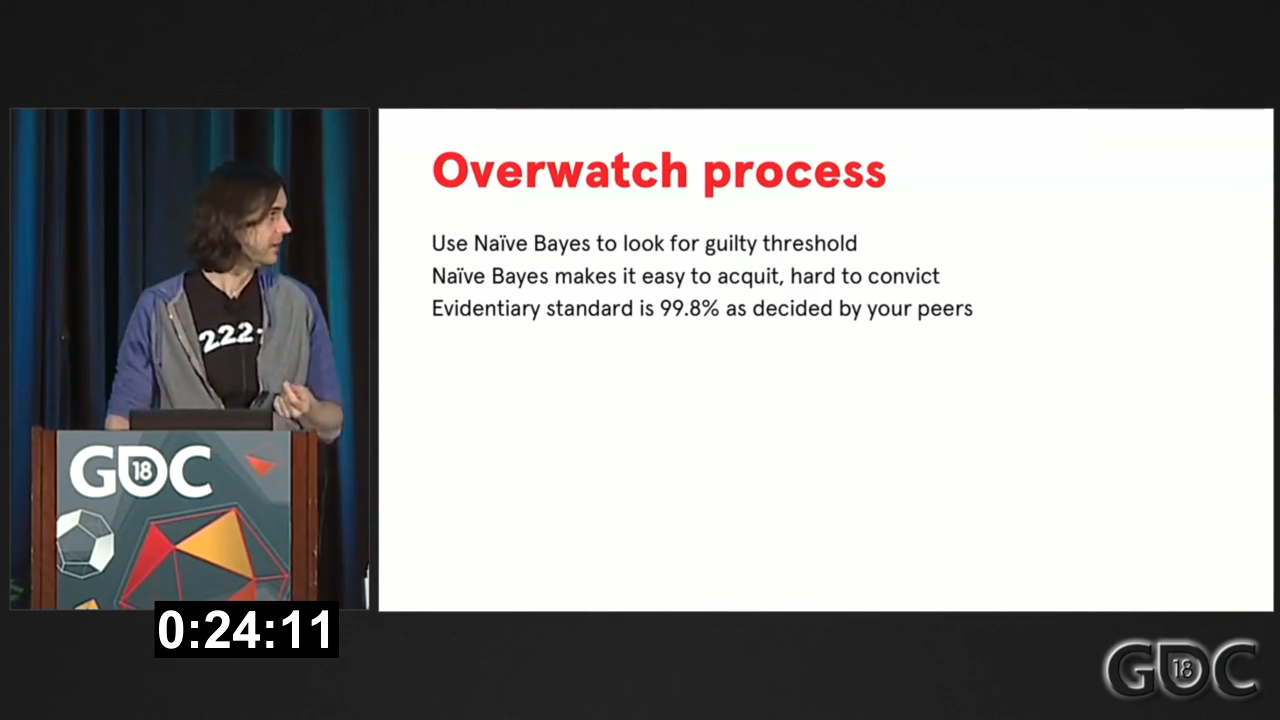 Overwatch process
Use Naïve Bayes to look for guilty threshold
Naïve Bayes makes it easy to acquit, hard to convict
Evidentiary standard is 99.8% as decided by your peers
222
GDC
18
0:24:11
GDC
18